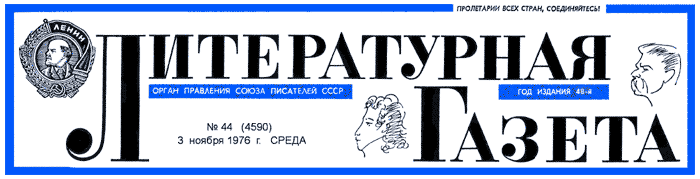 ПРОЛЕТАРИИ ВСЕХ СТРАН, СОЕДИНЯЙТЕСЬ!
ЛЕНИН
ЛИТЕРАТУРНАЯ
ОРГАН ПРАВЛЕНИЯ СОЮЗА ПИСАТЕЛЕЙ СССР
ГОД ИЗДАНИЯ 48-й
ГАЗЕТА
№ 44 (4590)
3 ноября 1976 г. СРЕДА